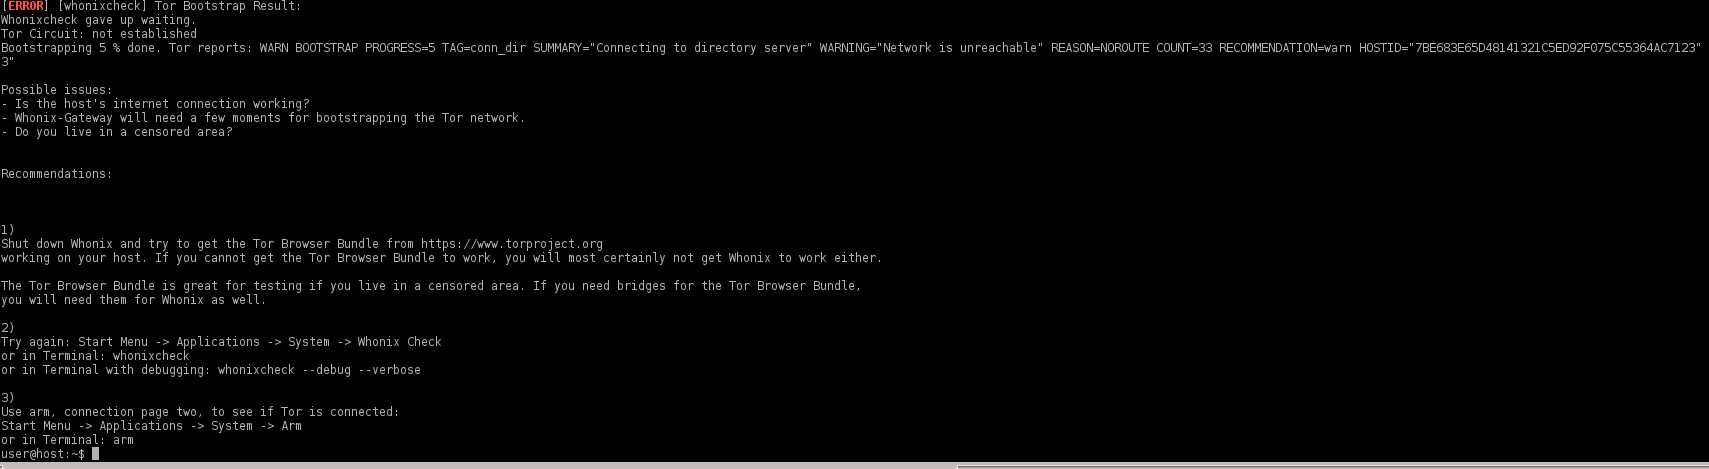 [ERROR] [whonixcheck] Tor Bootstrap Result:
Whonixcheck gave up waiting.
Tor Circuit: not established
Bootstrapping 5 % done. Tor reports: WARN BOOTSTRAP PROGRESS=5 TAG=conn_dir SUMMARY="Connecting to directory server" WARNING="Network is unreachable" REASON=NOROUTE COUNT=33 RECOMMENDATION=warn HOSTID="7BE683E65D48141321C5ED92F075C55364AC7123"
3"
Possible issues:
- Is the host's internet connection working?
- Whonix-Gateway will need a few moments for bootstrapping the Tor network.
- Do you live in a censored area?
Recommendations:
1)
Shut down Whonix and try to get the Tor Browser Bundle from https://www.torproject.org
working on your host. If you cannot get the Tor Browser Bundle to work, you will most certainly not get Whonix to work either.
The Tor Browser Bundle is great for testing if you live in a censored area. If you need bridges for the Tor Browser Bundle,
you will need them for Whonix as well.
2)
Try again: Start Menu -> Applications -> System -> Whonix Check
or in Terminal: whonixcheck
or in Terminal with debugging: whonixcheck --debug --verbose
3)
Use arm, connection page two, to see if Tor is connected:
Start Menu -> Applications -> System -> Arm
or in Terminal: arm
user@host:~$